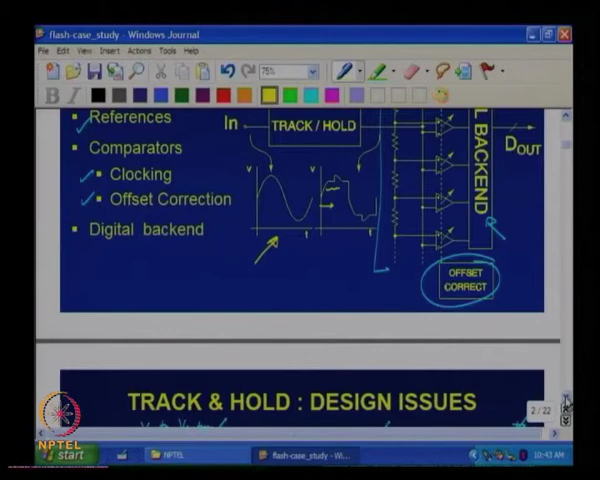 flash-case_study - Windows Journal
File Edit View Insert Actions Tools Help
75%
B I
References
Comparators
Clocking
Offset Correction
Digital backend
In
TRACK / HOLD
V
t
V
t
L BACKEND
DOUT
OFFSET
CORRECT
TRACK & HOLD : DESIGN ISSUES
2 / 22
NPTEL
start
NPTEL
flash-case_study - Wi...
10:43 AM